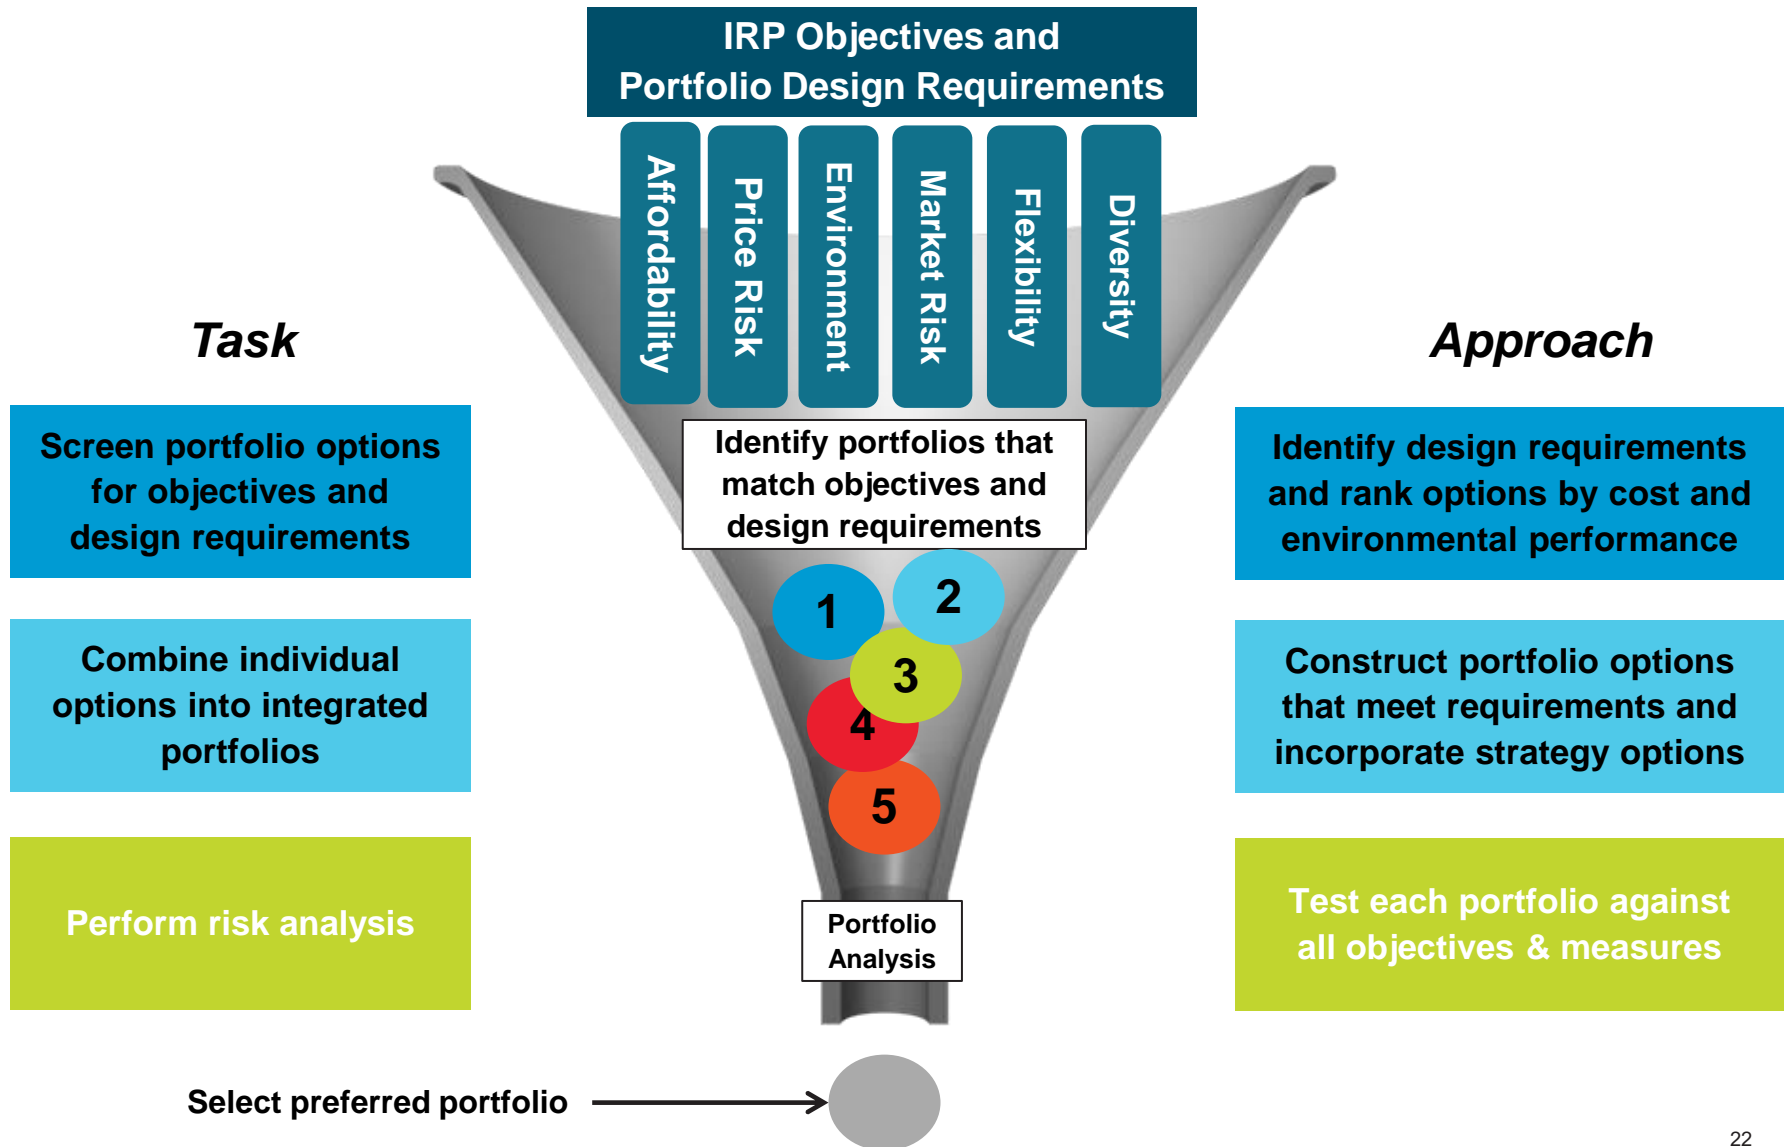 IRP Objectives and
Portfolio Design Requirements
Affordability
Price Risk
Environment
Market Risk
Flexibility
Diversity
Task
Screen portfolio options
for objectives and
design requirements
Combine individual
options into integrated
portfolios
Perform risk analysis
Identify portfolios that
match objectives and
design requirements
1
2
3
4
5
Portfolio
Analysis
Approach
Identify design requirements
and rank options by cost and
environmental performance
Construct portfolio options
that meet requirements and
incorporate strategy options
Test each portfolio against
all objectives & measures
Select preferred portfolio
22